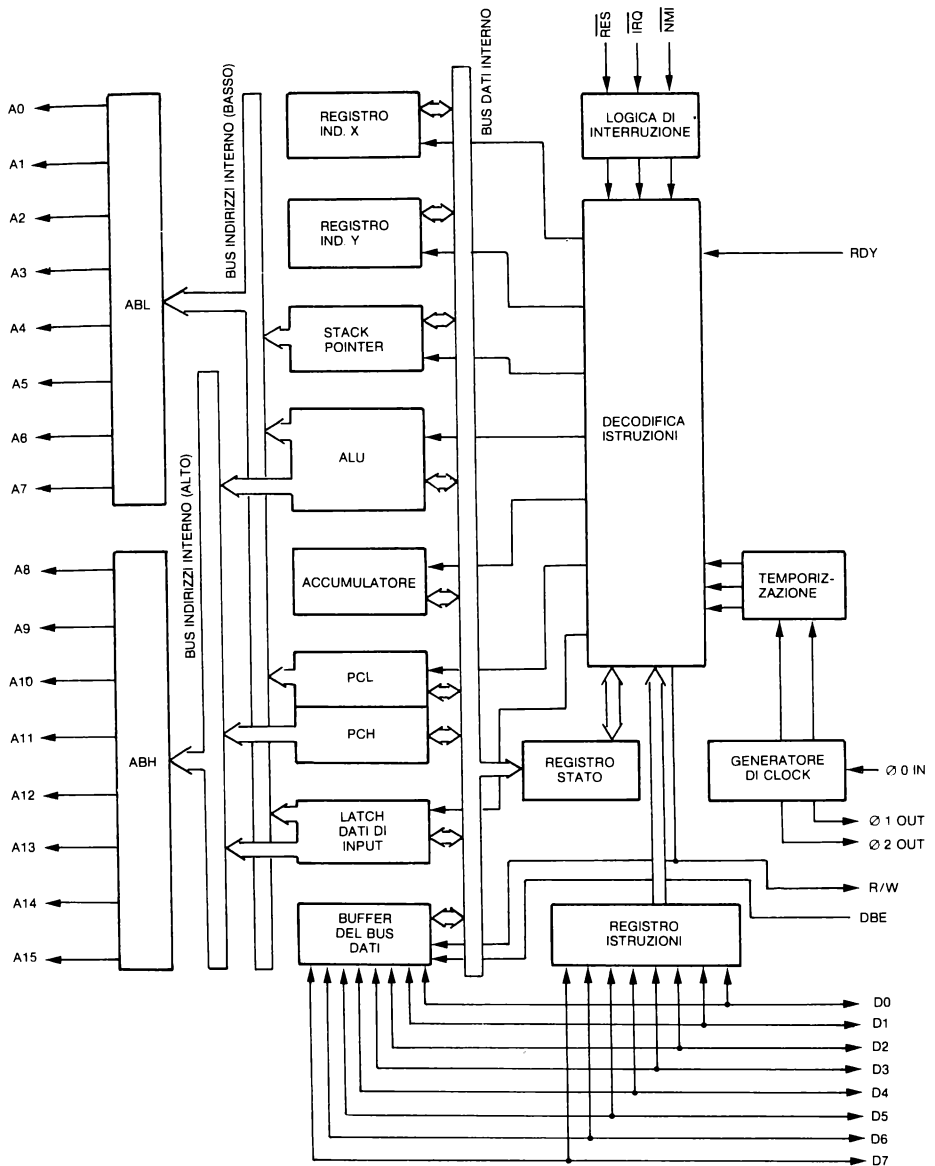 RES
IRQ
NMI
BUS DATI INTERNO
BUS INDIRIZZI INTERNO (BASSO)
BUS INDIRIZZI INTERNO (ALTO)
A0
A1
A2
A3
A4
A5
A6
A7
ABL
A8
A9
A10
A11
A12
A13
A14
A15
ABH
REGISTRO
IND. X
REGISTRO
IND. Y
STACK
POINTER
ALU
ACCUMULATORE
PCL
PCH
LATCH
DATI DI
INPUT
BUFFER
DEL BUS
DATI
LOGICA DI
INTERRUZIONE
DECODIFICA
ISTRUZIONI
RDY
TEMPORIZ-
ZAZIONE
REGISTRO
STATO
GENERATORE
DI CLOCK
Ø 0 IN
Ø 1 OUT
Ø 2 OUT
R/W
DBE
REGISTRO
ISTRUZIONI
D0
D1
D2
D3
D4
D5
D6
D7